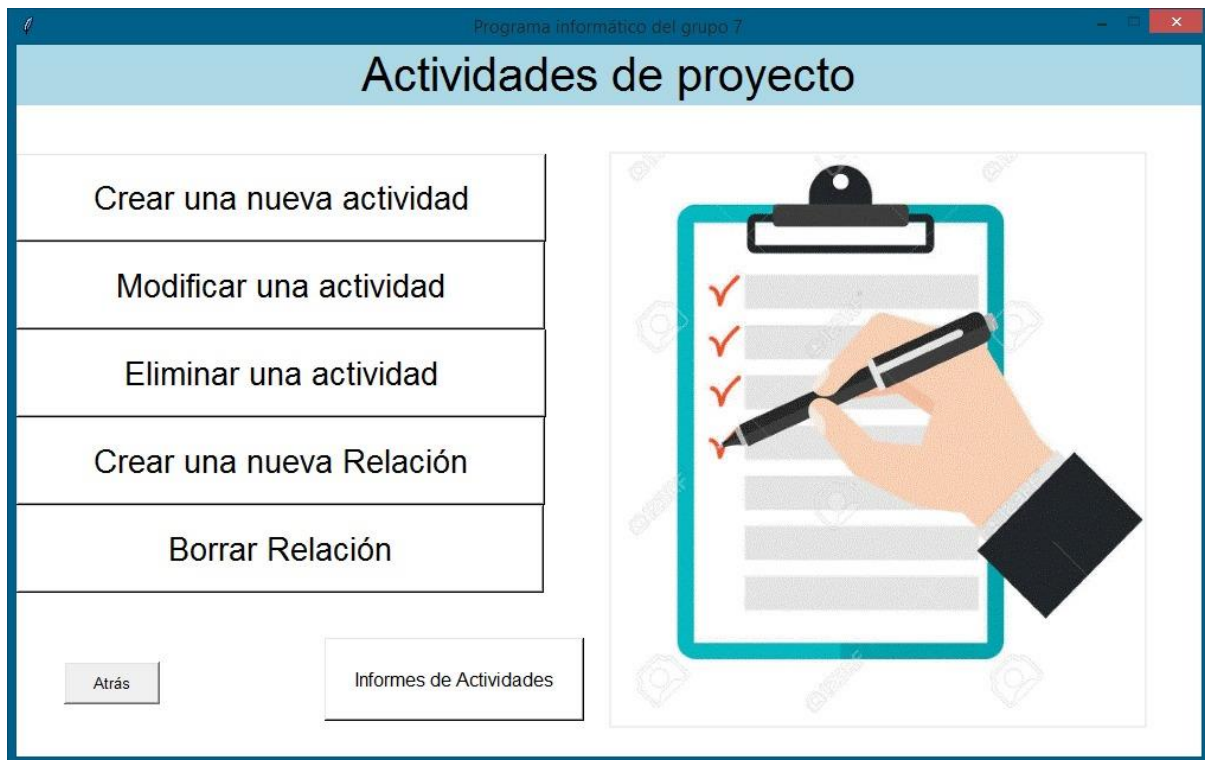 Programa informático del grupo 7
Actividades de proyecto
Crear una nueva actividad
Modificar una actividad
Eliminar una actividad
Crear una nueva Relación
Borrar Relación
Atrás
Informes de Actividades